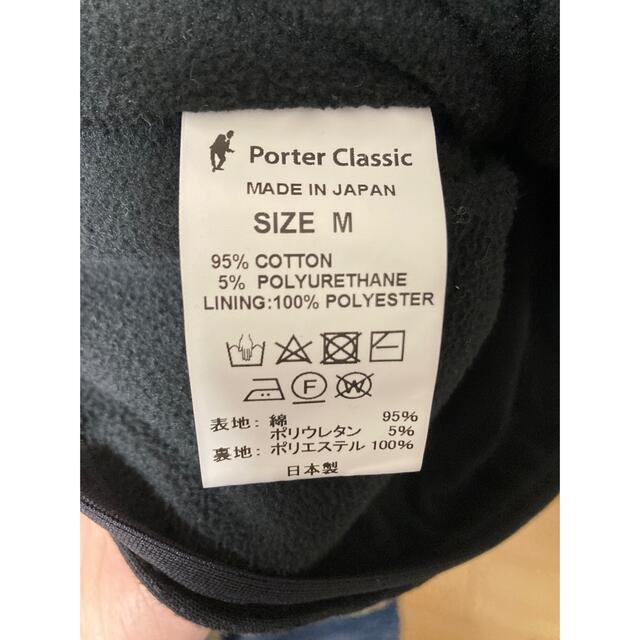 Porter Classic
MADE IN JAPAN
SIZE M
95% COTTON
5% POLYURETHANE
LINING:100% POLYESTER
F W
表地: 綿 95%
ポリウレタン 5%
裏地: ポリエステル 100%
日本製